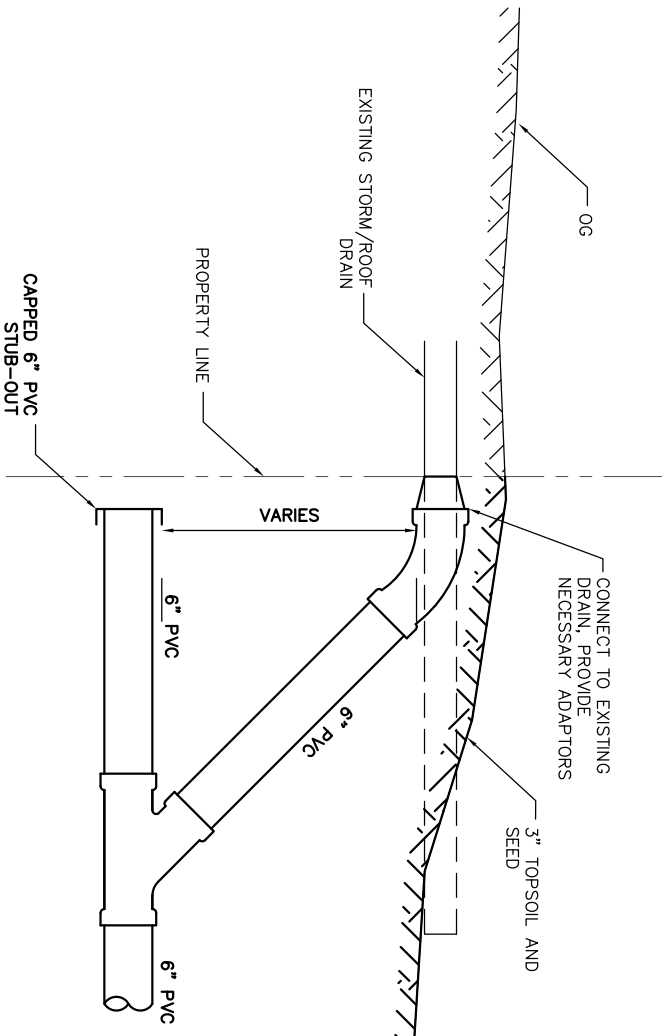 OG
EXISTING STORM/ROOF
DRAIN
PROPERTY LINE
CAPPED 6" PVC
STUB-OUT
VARIES
CONNECT TO EXISTING
DRAIN, PROVIDE
NECESSARY ADAPTORS
3" TOPSOIL AND
SEED
6" PVC
6" PVC
6" PVC